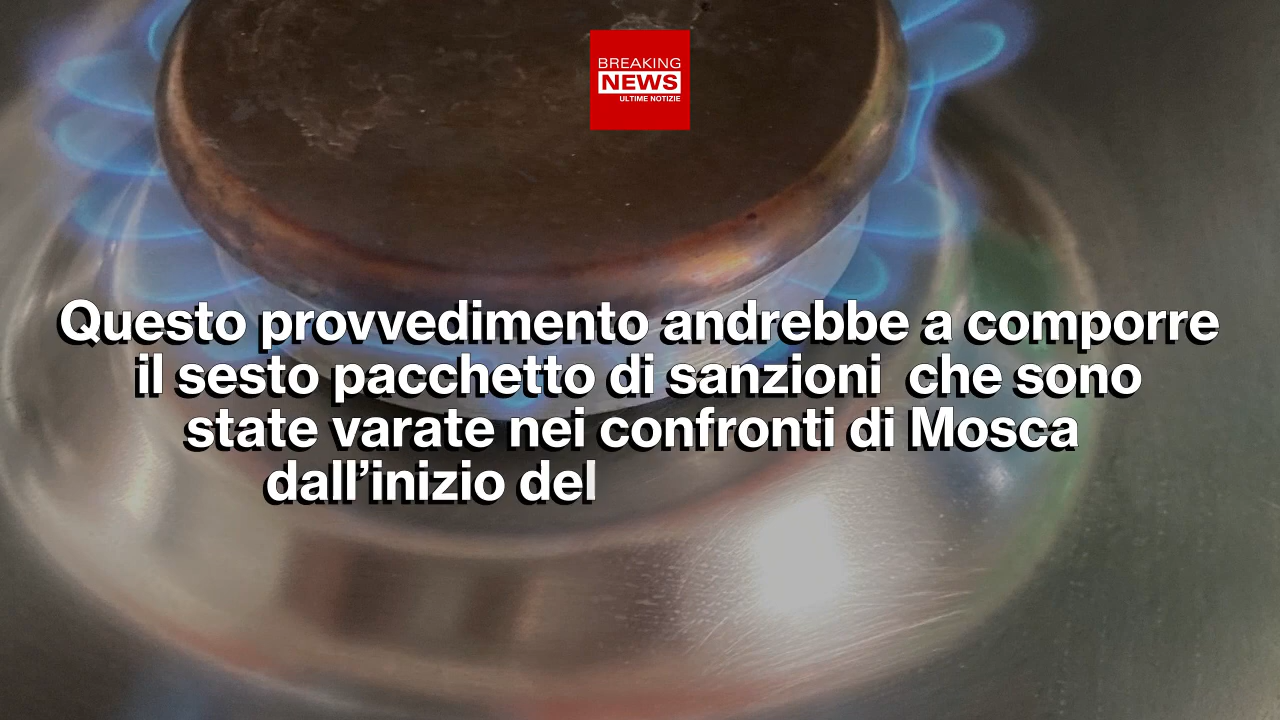 BREAKING
NEWS
ULTIME NOTIZIE
Questo provvedimento andrebbe a comporre
il sesto pacchetto di sanzioni che sono
state varate nei confronti di Mosca
dall’inizio del